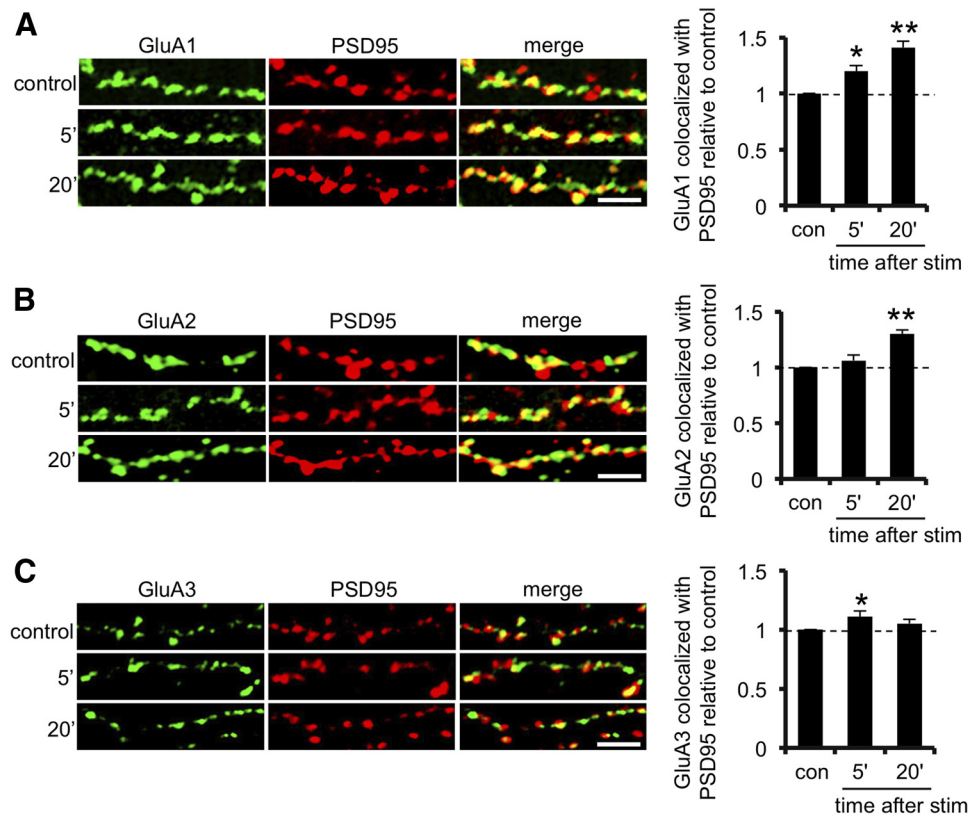 A
GluA1 PSD95 merge
control
5'
20'
GluA1 colocalized with
PSD95 relative to control
1.5
1
0.5
0
* **
con 5' 20'
time after stim
B
GluA2 PSD95 merge
control
5'
20'
GluA2 colocalized with
PSD95 relative to control
1.5
1
0.5
0
**
con 5' 20'
time after stim
C
GluA3 PSD95 merge
control
5'
20'
GluA3 colocalized with
PSD95 relative to control
1.5
1
0.5
0
*
con 5' 20'
time after stim